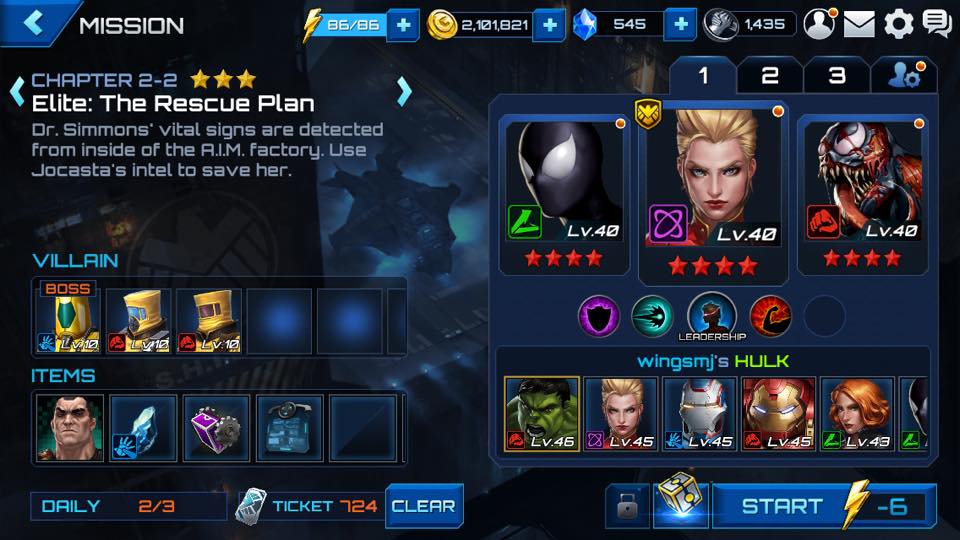 MISSION
86/86
2,101,821
545
1,435
CHAPTER 2-2
Elite: The Rescue Plan
Dr. Simmons' vital signs are detected
from inside of the A.I.M. factory. Use
Jocasta's intel to save her.
1
2
3
Lv.40
Lv.40
Lv.40
VILLAIN
BOSS
Lv.10
Lv.10
Lv.10
LEADERSHIP
wingsmj's HULK
ITEMS
Lv.46
Lv.45
Lv.45
Lv.45
Lv.43
DAILY 2/3
TICKET 724
CLEAR
START
-6